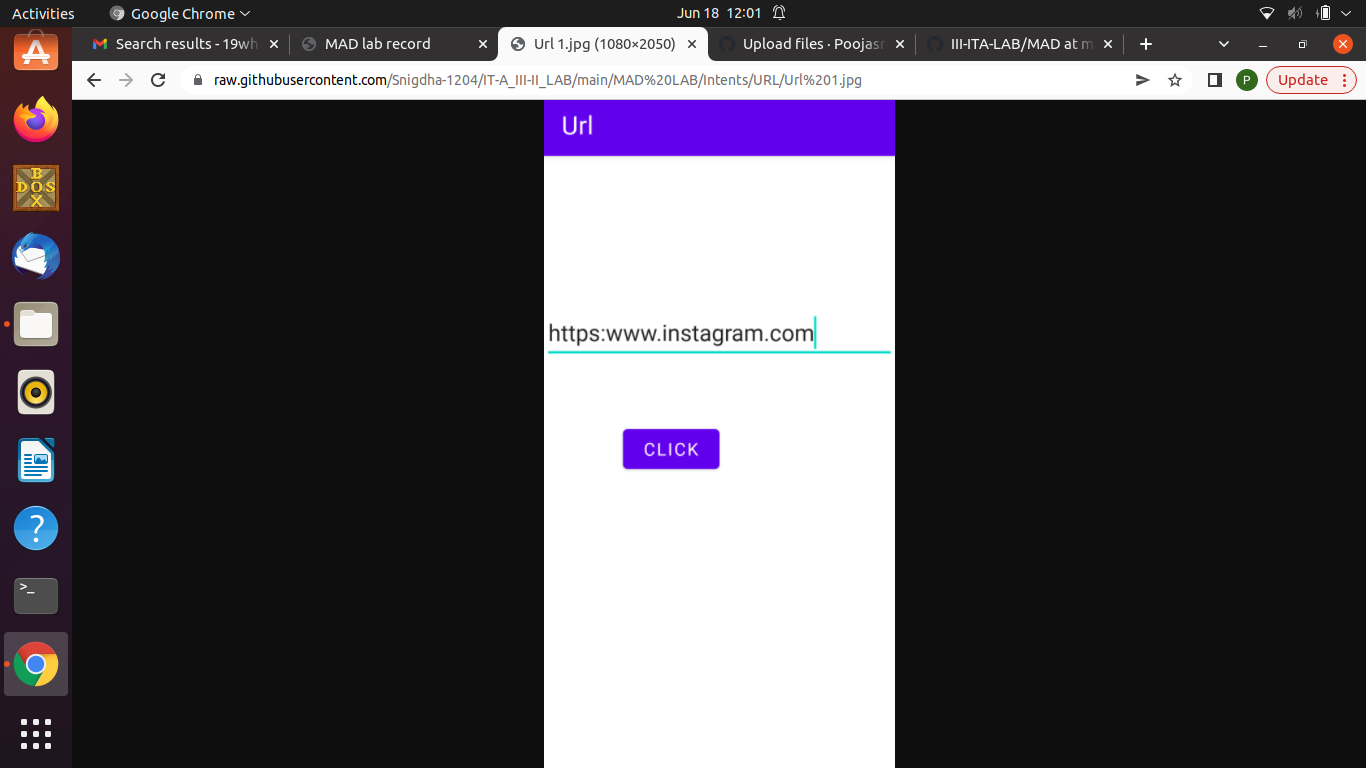 Activities
Google Chrome
Jun 18 12:01
Search results - 19wh
MAD lab record
Url 1.jpg (1080×2050)
Upload files · Poojasr
III-ITA-LAB/MAD at m
raw.githubusercontent.com/Snigdha-1204/IT-A_III-II_LAB/main/MAD%20LAB/Intents/URL/Url%201.jpg
P
Update
Url
https:www.instagram.com
CLICK
B
DOS
X
?
>_